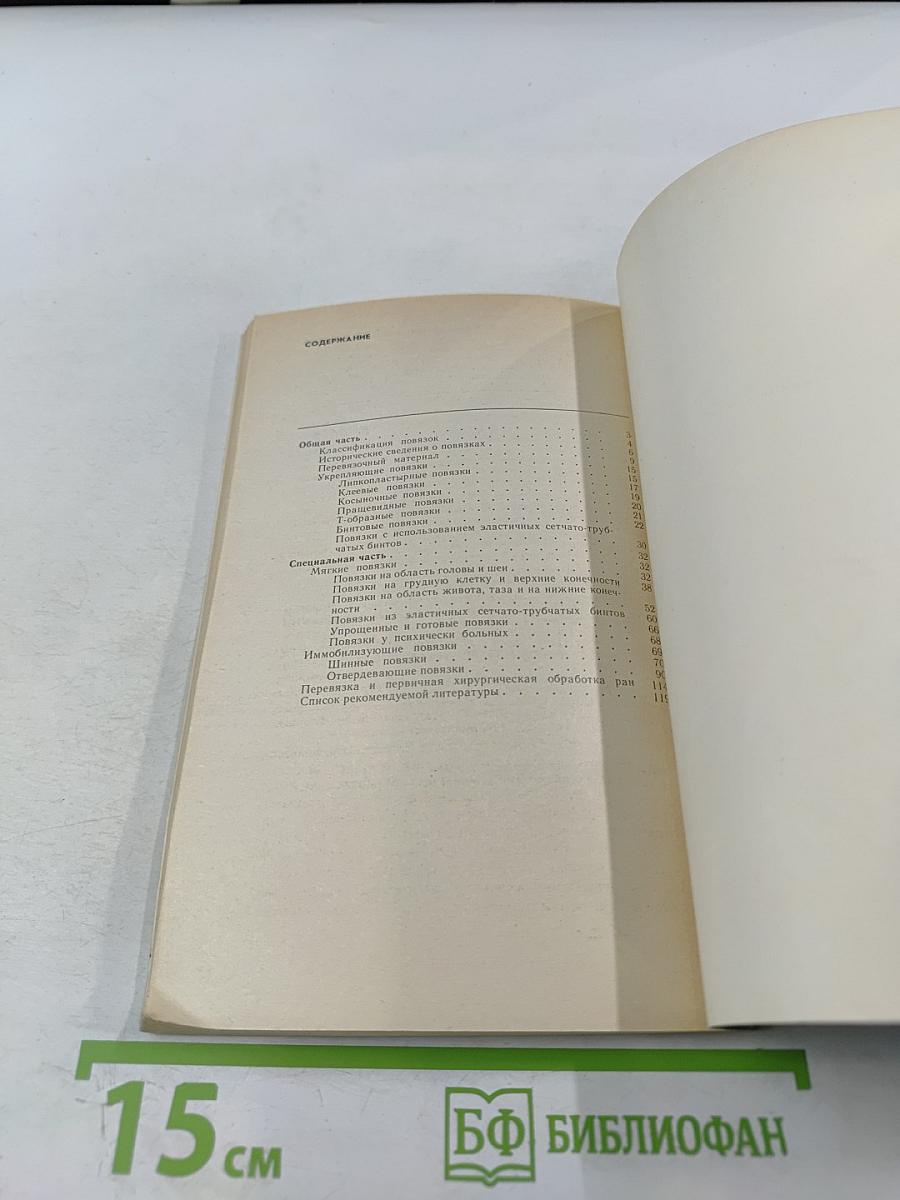 СОДЕРЖАНИЕ
Общая часть . . . . . . . . . . . . . 3
Классификация повязок . . . . . . . . . . 4
Исторические сведения о повязках . . . . . . . . 6
Перевязочный материал . . . . . . . . . . 9
Укрепляющие повязки . . . . . . . . . . 15
Липкопластырные повязки . . . . . . . . 15
Клеевые повязки . . . . . . . . . . 17
Косыночные повязки . . . . . . . . . 19
Пращевидные повязки . . . . . . . . . 20
Т-образные повязки . . . . . . . . . 21
Бинтовые повязки . . . . . . . . . . 22
Повязки с использованием эластичных сетчато-труб-
чатых бинтов . . . . . . . . . . . 30
Специальная часть . . . . . . . . . . . 32
Мягкие повязки . . . . . . . . . . . 32
Повязки на область головы и шеи . . . . . . 32
Повязки на грудную клетку и верхние конечности 38
Повязки на область живота, таза и на нижние конеч-
ности . . . . . . . . . . . . . 52
Повязки из эластичных сетчато-трубчатых бинтов 60
Упрощенные и готовые повязки . . . . . . . 66
Повязки у психически больных . . . . . . . 68
Иммобилизующие повязки . . . . . . . . . 69
Шинные повязки . . . . . . . . . . 70
Отвердевающие повязки . . . . . . . . . 90
Перевязка и первичная хирургическая обработка ран 114
Список рекомендуемой литературы . . . . . . . . 119
15 см
БФ БИБЛИОФАН